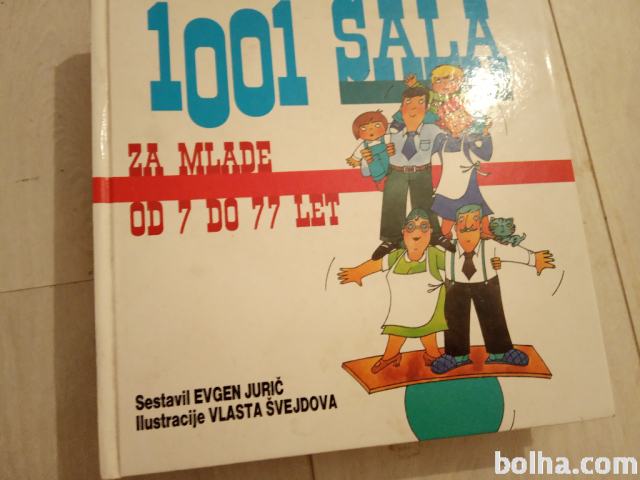 1001 ŠALA
ZA MLADE
OD 7 DO 77 LET
Sestavil EVGEN JURIČ
Ilustracije VLASTA ŠVEJDOVA
bolha.com